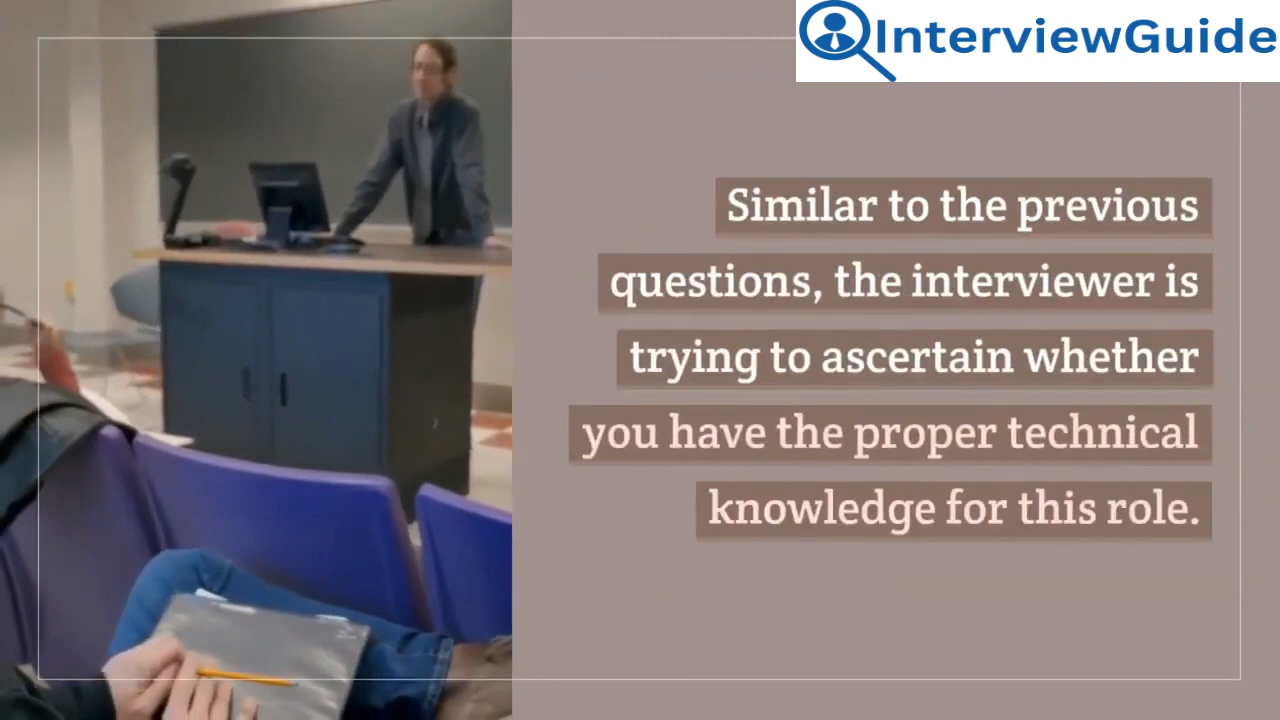 InterviewGuide
Similar to the previous
questions, the interviewer is
trying to ascertain whether
you have the proper technical
knowledge for this role.